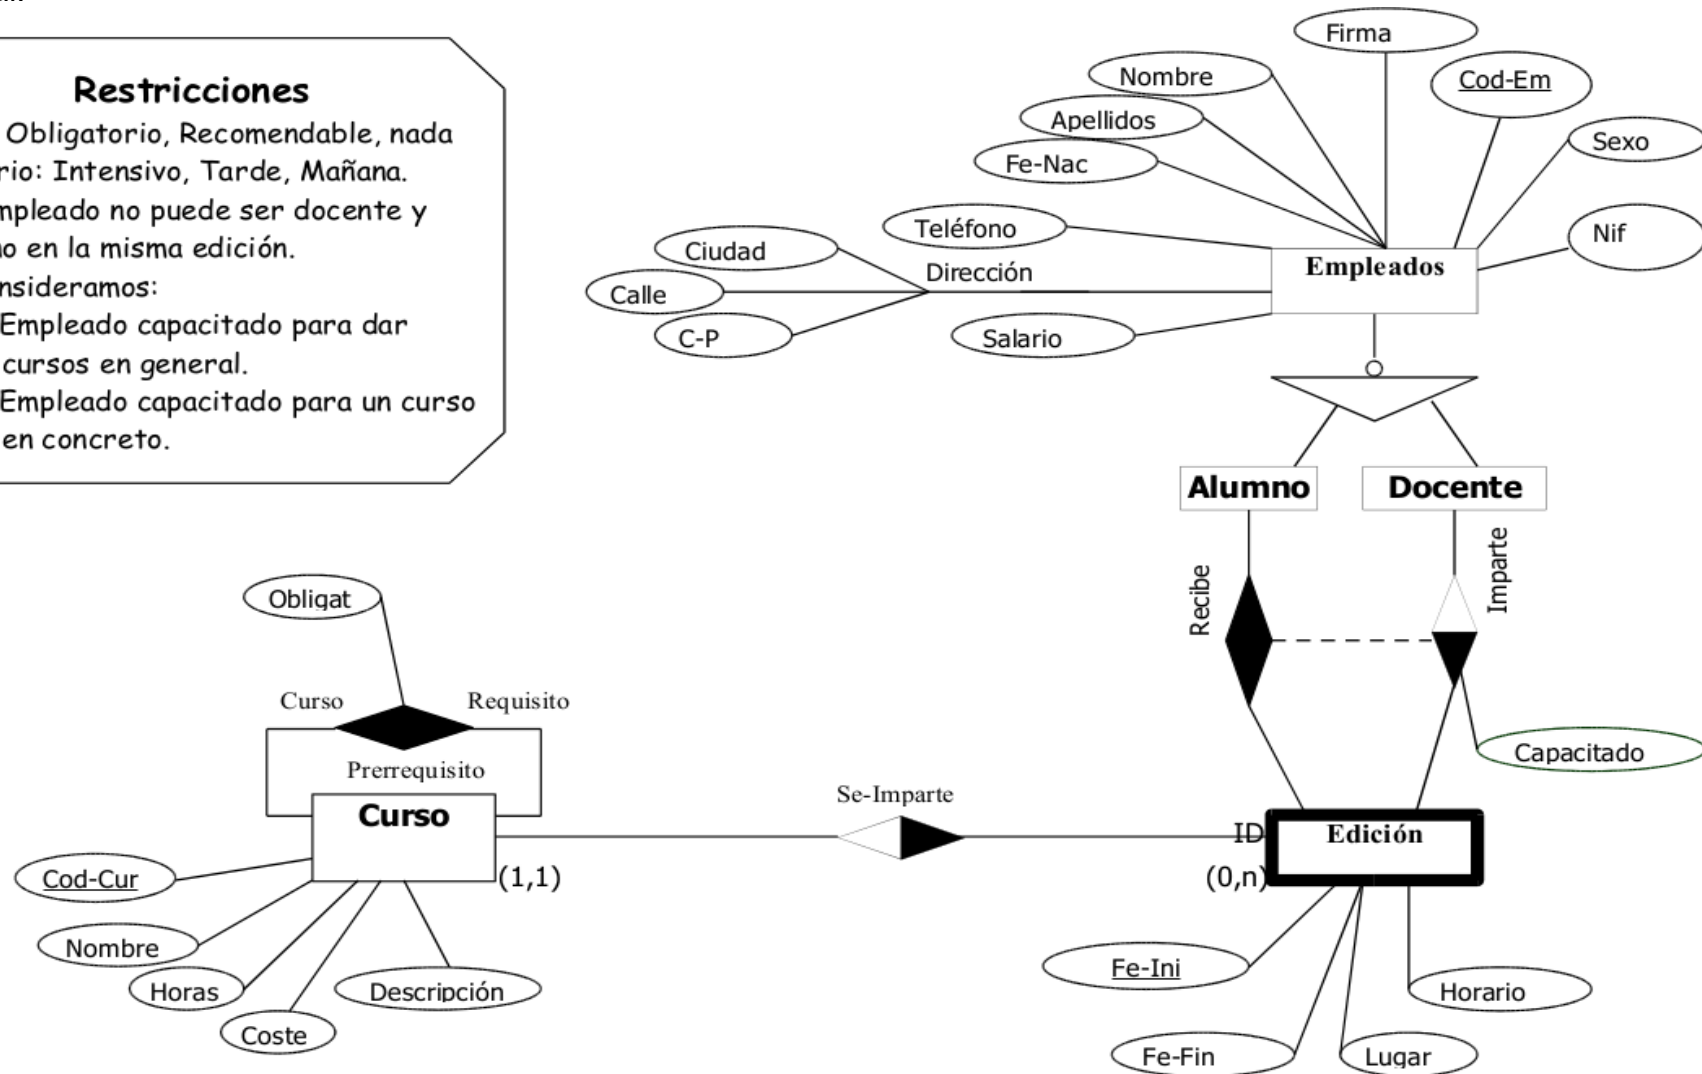 Restricciones
Obligatorio, Recomendable, nada
rio: Intensivo, Tarde, Mañana.
mpleado no puede ser docente y
no en la misma edición.
nsideramos:
Empleado capacitado para dar
cursos en general.
Empleado capacitado para un curso
en concreto.
Firma
Nombre
Cod-Em
Apellidos
Sexo
Fe-Nac
Teléfono
Nif
Ciudad
Dirección
Empleados
Calle
C-P
Salario
Alumno
Docente
Recibe
Imparte
Obligat
Curso
Requisito
Prerrequisito
Capacitado
Se-Imparte
Curso
ID
Edición
(1,1)
(0,n)
Cod-Cur
Nombre
Horas
Descripción
Coste
Fe-Ini
Horario
Fe-Fin
Lugar